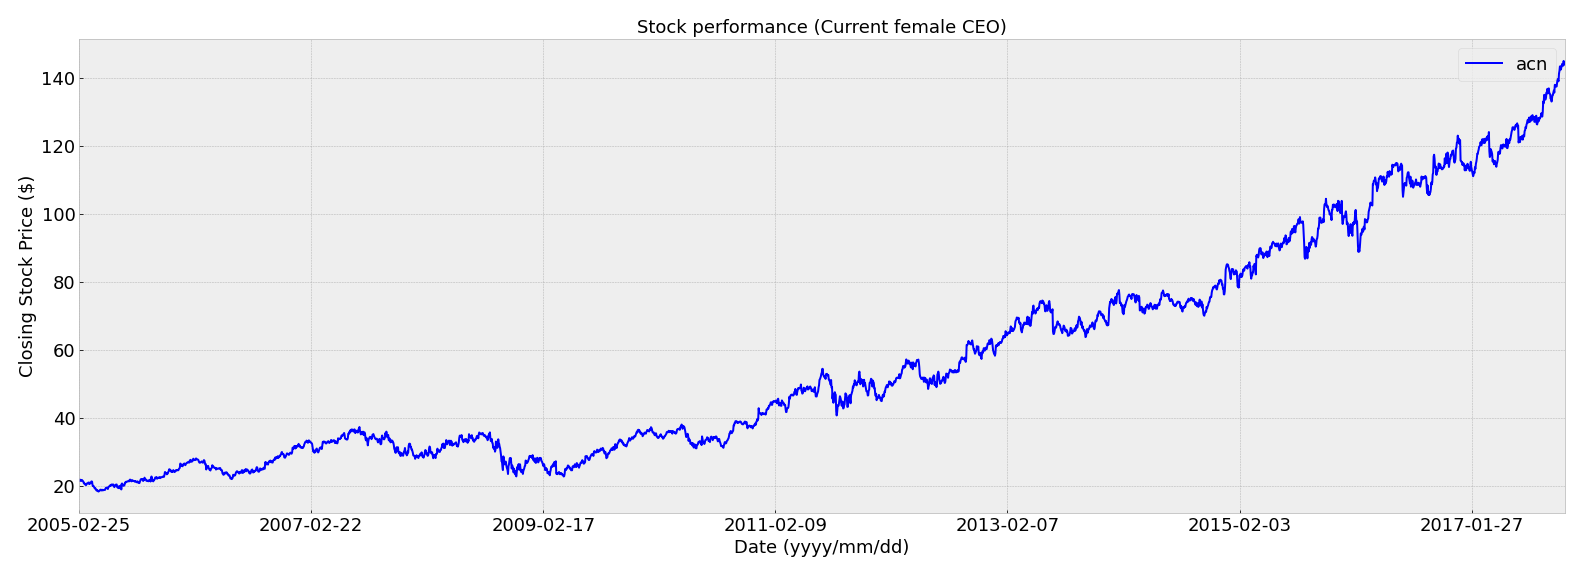 Stock performance (Current female CEO)
acn
Closing Stock Price ($)
140
120
100
80
60
40
20
2005-02-25 2007-02-22 2009-02-17 2011-02-09 2013-02-07 2015-02-03 2017-01-27
Date (yyyy/mm/dd)